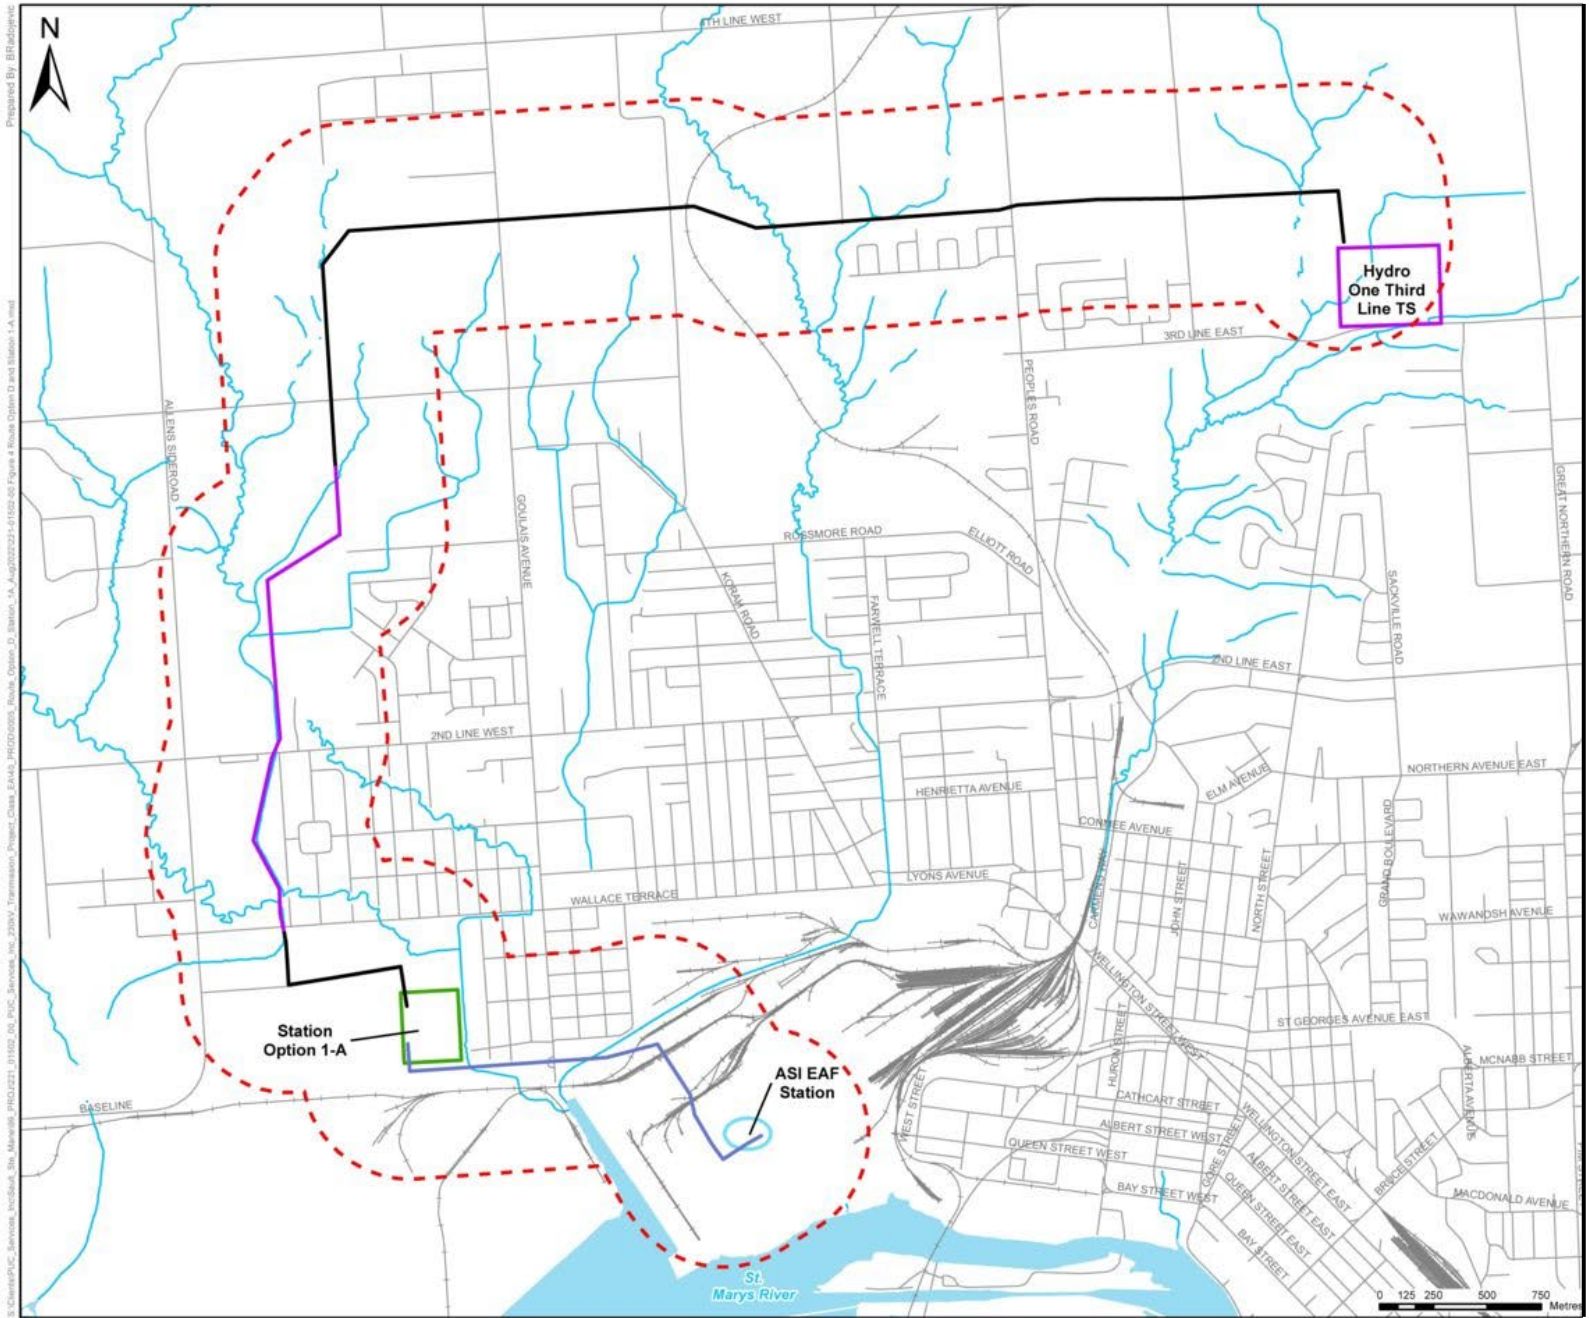 N
4TH LINE WEST
Prepared By: BRadojevic
Hydro
One Third
Line TS
3RD LINE EAST
PEOPLES ROAD
ALLENS SIDEROAD
GOULAIS AVENUE
ROSSMORE ROAD
ELLIOTT ROAD
GREAT NORTHERN ROAD
KORAH ROAD
FARWELL TERRACE
SACKVILLE ROAD
2ND LINE EAST
2ND LINE WEST
HENRIETTA AVENUE
ELM AVENUE
NORTHERN AVENUE EAST
CONMEE AVENUE
GRAND BOULEVARD
LYONS AVENUE
WALLACE TERRACE
CARMENS WAY
JOHN STREET
NORTH STREET
WAWANOSH AVENUE
WELLINGTON STREET WEST
Station
Option 1-A
ST GEORGES AVENUE EAST
HURON STREET
MCNABB STREET
ALBERTA AVENUE
ASI EAF
Station
BASELINE
WEST STREET
CATHCART STREET
ALBERT STREET WEST
QUEEN STREET WEST
WELLINGTON STREET EAST
GORE STREET
ALBERT STREET EAST
BRUCE STREET
BAY STREET WEST
QUEEN STREET EAST
MACDONALD AVENUE
BAY STREET
St.
Marys River
0 125 250 500 750
Metres